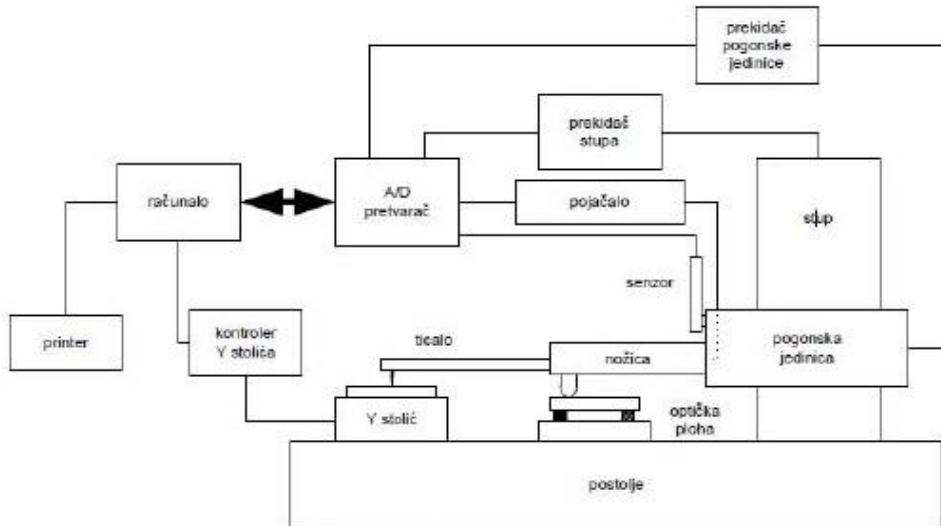 prekidač
pogonske
jedinice
prekidač
stupa
računalo
A/D
pretvarač
pojačalo
stup
senzor
printer
kontroler
Y stolića
ticalo
nožica
pogonska
jedinica
Y stolić
optička
ploha
postolje